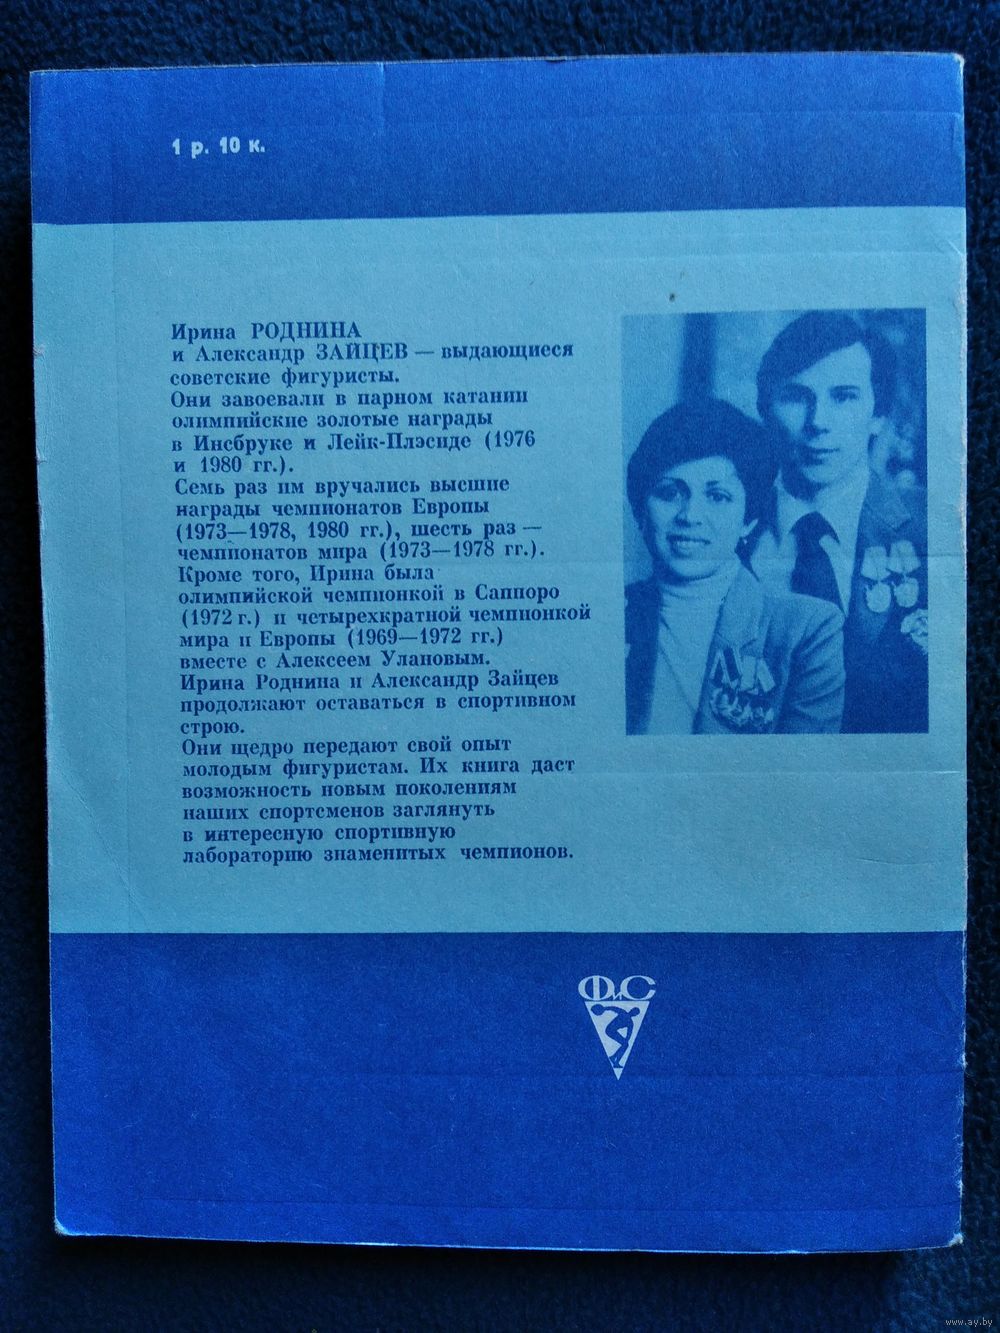 1 р. 10 к.
Ирина РОДНИНА
и Александр ЗАЙЦЕВ — выдающиеся
советские фигуристы.
Они завоевали в парном катании
олимпийские золотые награды
в Инсбруке и Лейк-Плэсиде (1976
и 1980 гг.).
Семь раз им вручались высшие
награды чемпионатов Европы
(1973—1978, 1980 гг.), шесть раз —
чемпионатов мира (1973—1978 гг.).
Кроме того, Ирина была
олимпийской чемпионкой в Саппоро
(1972 г.) и четырехкратной чемпионкой
мира и Европы (1969—1972 гг.)
вместе с Алексеем Улановым.
Ирина Роднина и Александр Зайцев
продолжают оставаться в спортивном
строю.
Они щедро передают свой опыт
молодым фигуристам. Их книга даст
возможность новым поколениям
наших спортсменов заглянуть
в интересную спортивную
лабораторию знаменитых чемпионов.
ФиС
www.ay.by